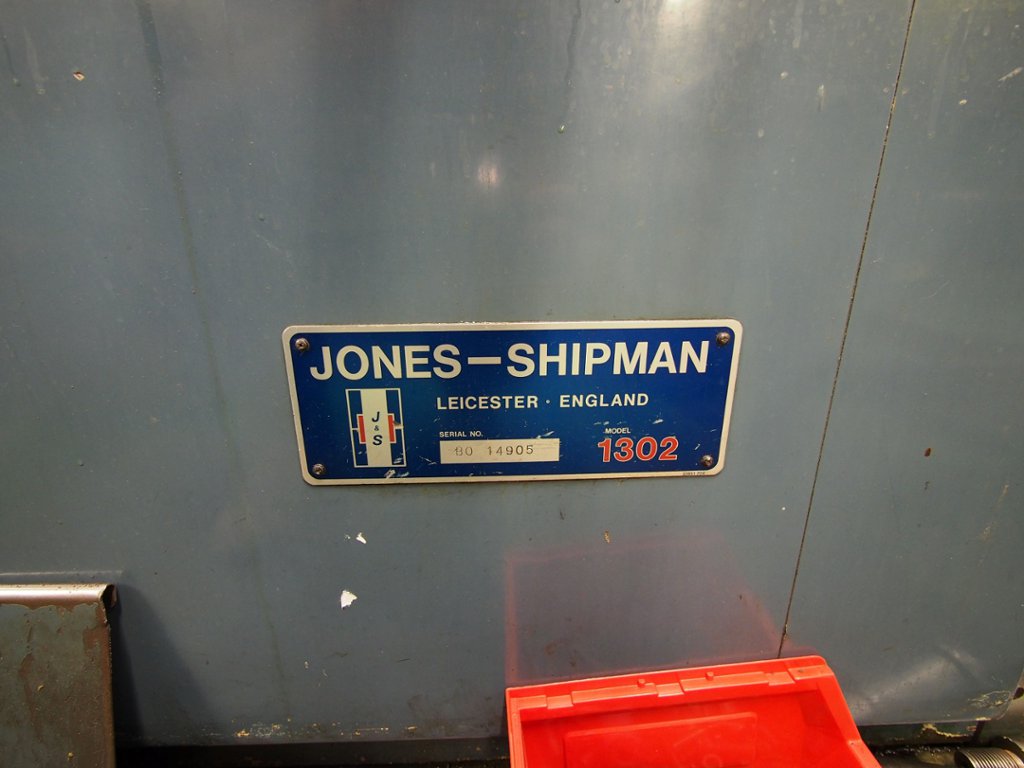 JONES—SHIPMAN
LEICESTER · ENGLAND
J
&
S
SERIAL NO.
80 14905
MODEL
1302